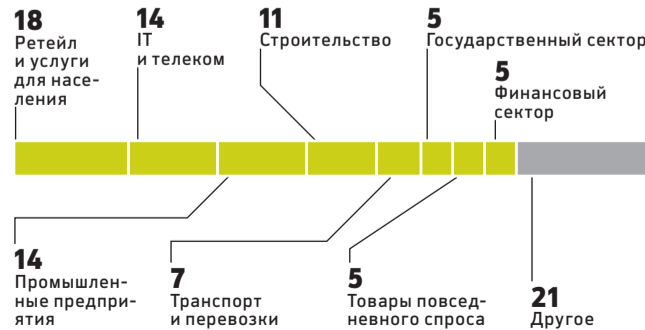 18
Ретейл
и услуги
для насе-
ления
14
IT
и телеком
11
Строительство
5
Государственный сектор
5
Финансовый
сектор
14
Промышлен-
ные предпри-
ятия
7
Транспорт
и перевозки
5
Товары повсед-
невного спроса
21
Другое